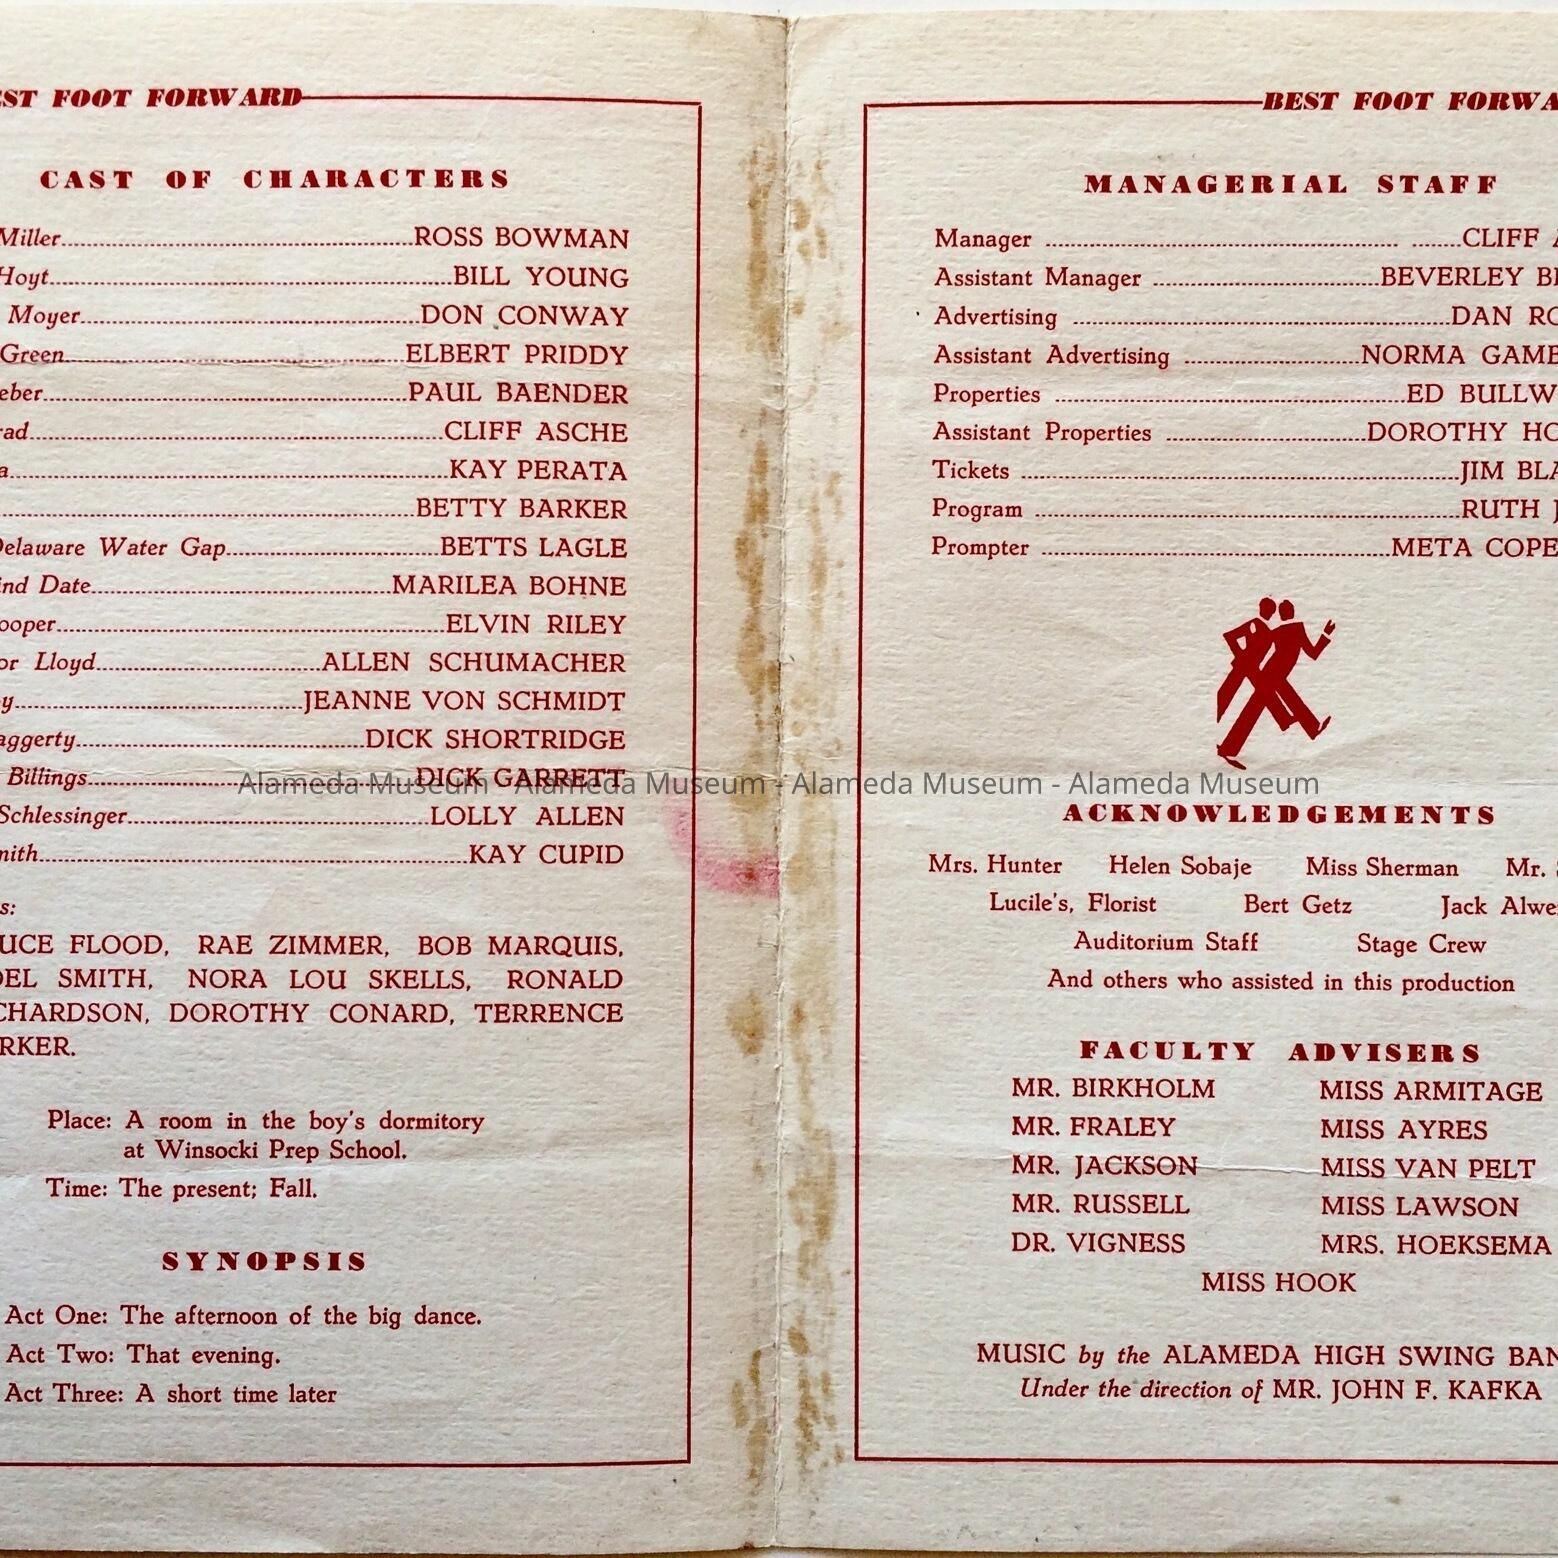 EST FOOT FORWARD
CAST OF CHARACTERS
Miller ROSS BOWMAN
Hoyt BILL YOUNG
Moyer DON CONWAY
Green ELBERT PRIDDY
eber PAUL BAENDER
rad CLIFF ASCHE
a KAY PERATA
BETTY BARKER
Delaware Water Gap BETTS LAGLE
ind Date MARILEA BOHNE
ooper ELVIN RILEY
or Lloyd ALLEN SCHUMACHER
y JEANNE VON SCHMIDT
aggerty DICK SHORTRIDGE
Billings DICK GARRETT
Schlessinger LOLLY ALLEN
mith KAY CUPID
s:
UCE FLOOD, RAE ZIMMER, BOB MARQUIS,
DEL SMITH, NORA LOU SKELLS, RONALD
CHARDSON, DOROTHY CONARD, TERRENCE
RKER.
Place: A room in the boy's dormitory
at Winsocki Prep School.
Time: The present; Fall.
SYNOPSIS
Act One: The afternoon of the big dance.
Act Two: That evening.
Act Three: A short time later
BEST FOOT FORWA
MANAGERIAL STAFF
Manager CLIFF A
Assistant Manager BEVERLEY B
Advertising DAN RO
Assistant Advertising NORMA GAMB
Properties ED BULLW
Assistant Properties DOROTHY HO
Tickets JIM BLA
Program RUTH J
Prompter META COPE
ACKNOWLEDGEMENTS
Mrs. Hunter Helen Sobaje Miss Sherman Mr.
Lucile's, Florist Bert Getz Jack Alwe
Auditorium Staff Stage Crew
And others who assisted in this production
FACULTY ADVISERS
MR. BIRKHOLM MISS ARMITAGE
MR. FRALEY MISS AYRES
MR. JACKSON MISS VAN PELT
MR. RUSSELL MISS LAWSON
DR. VIGNESS MRS. HOEKSEMA
MISS HOOK
MUSIC by the ALAMEDA HIGH SWING BAN
Under the direction of MR. JOHN F. KAFKA
Alameda Museum - Alameda Museum - Alameda Museum - Alameda Museum